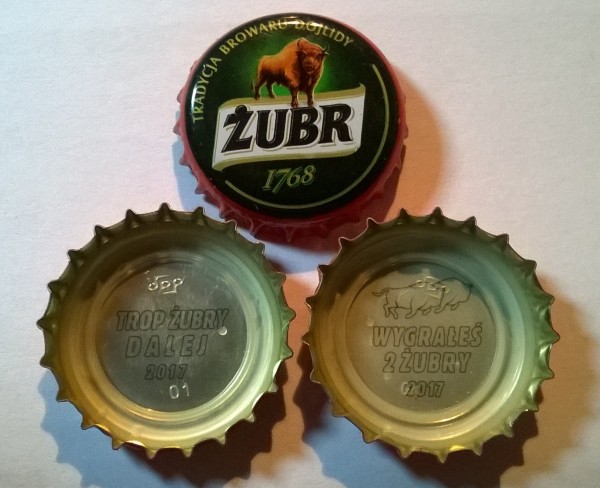 TRADYCJA BROWARU DOJLIDY
ŻUBR
1768
TROP ŻUBRY
DALEJ
2017
01
WYGRAŁEŚ
2 ŻUBRY
2017